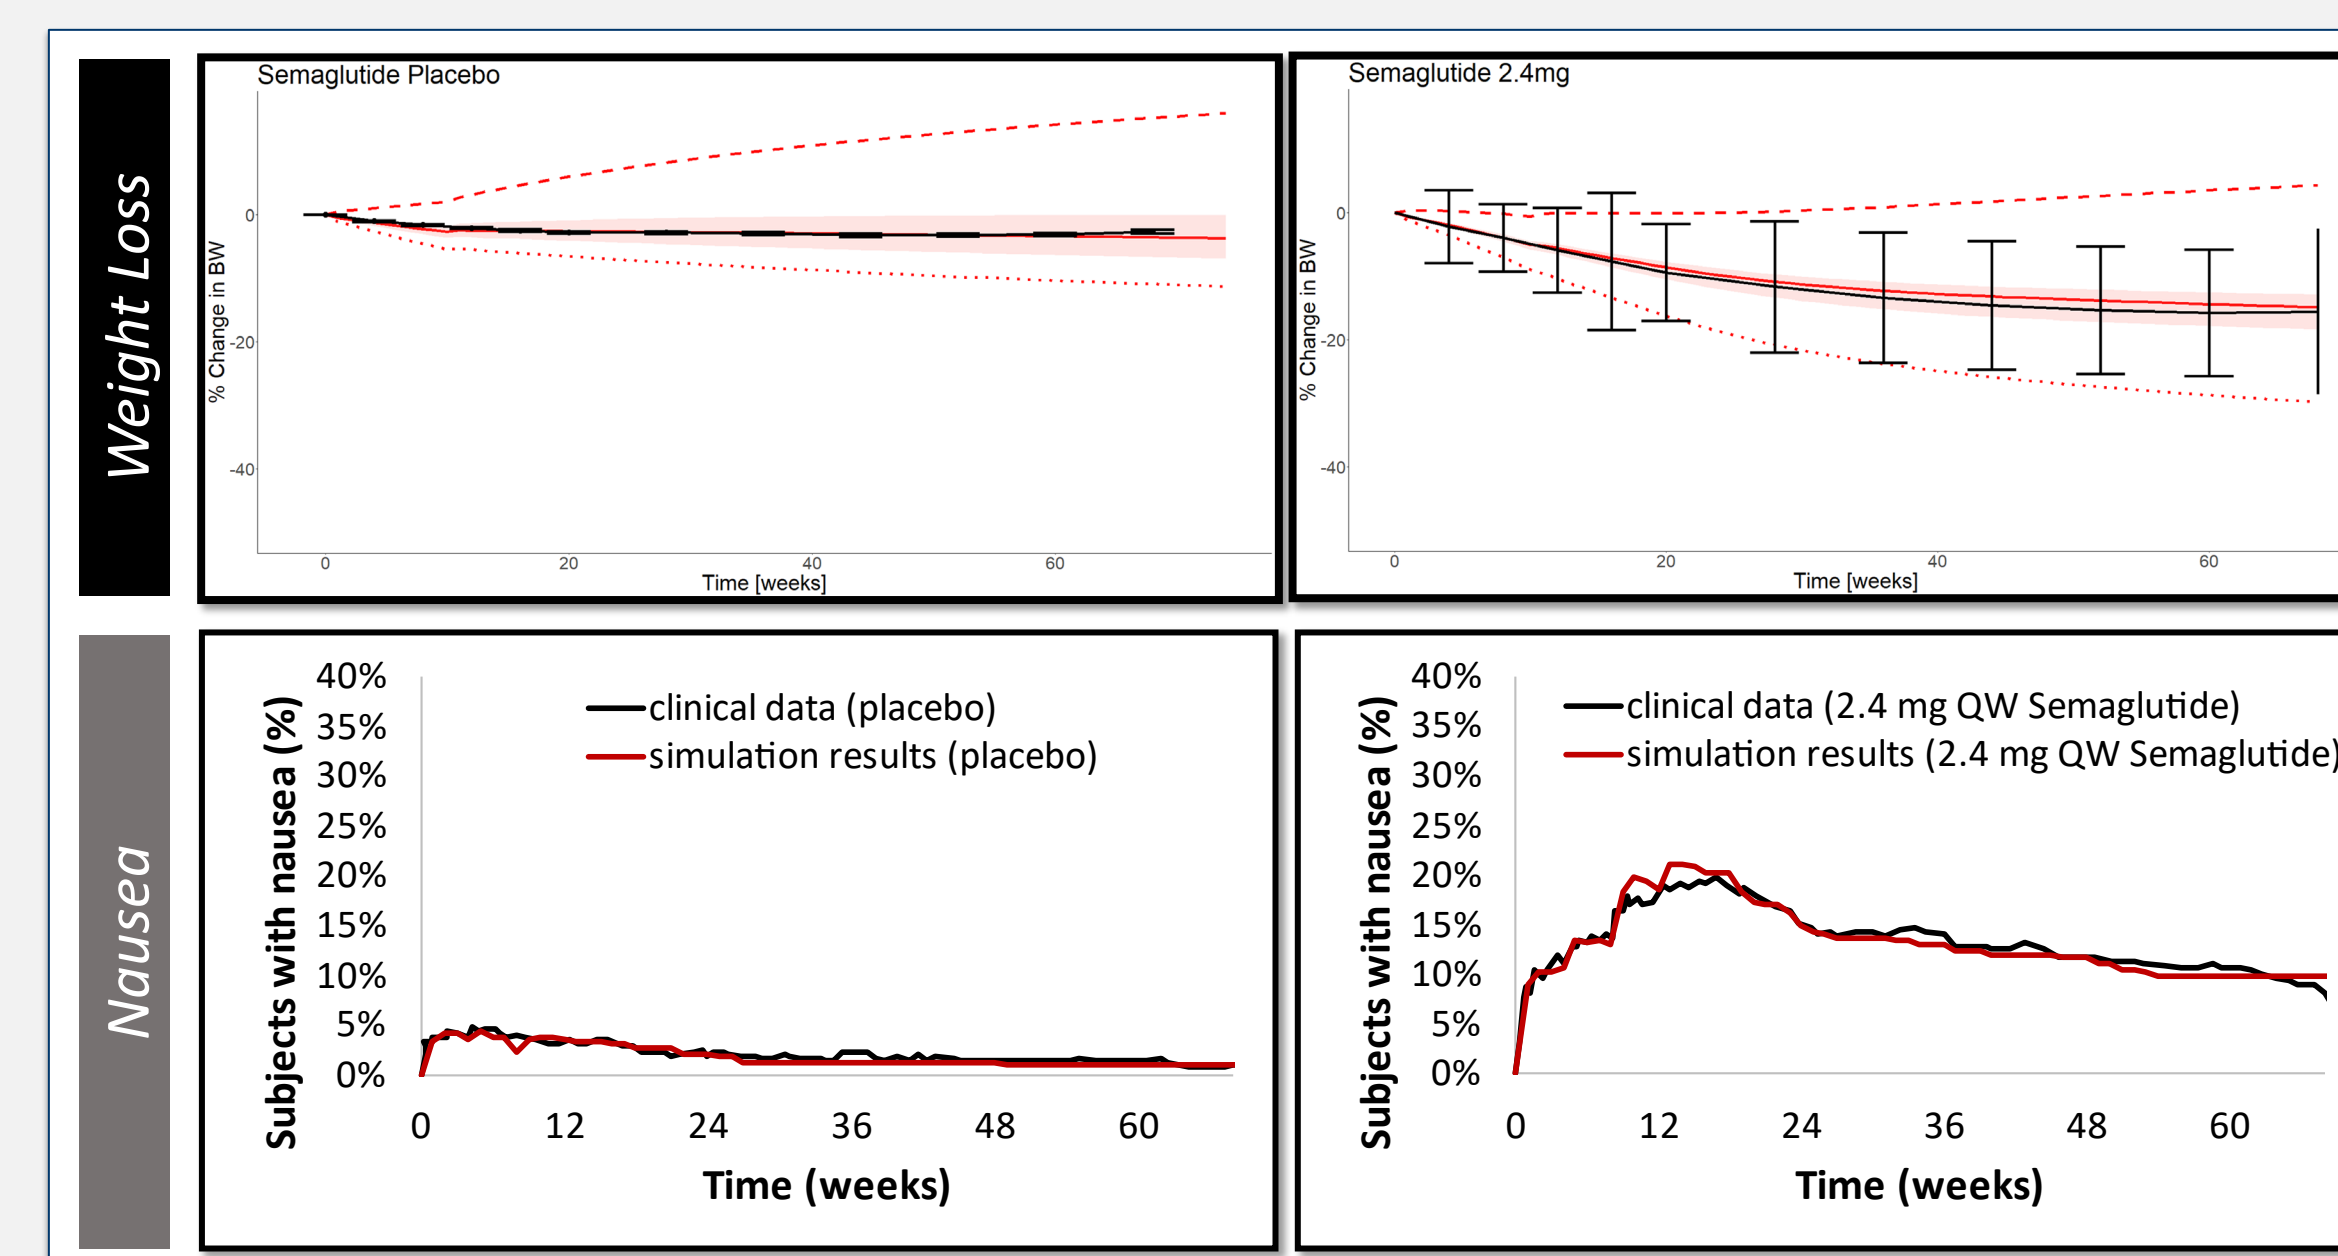 Weight Loss
Semaglutide Placebo
% Change in BW
0
-20
-40
0 20 40 60
Time [weeks]
Semaglutide 2.4mg
% Change in BW
0
-20
-40
0 20 40 60
Time [weeks]
Nausea
Subjects with nausea (%)
40%
35%
30%
25%
20%
15%
10%
5%
0%
clinical data (placebo)
simulation results (placebo)
0 12 24 36 48 60
Time (weeks)
Subjects with nausea (%)
40%
35%
30%
25%
20%
15%
10%
5%
0%
clinical data (2.4 mg QW Semaglutide)
simulation results (2.4 mg QW Semaglutide)
0 12 24 36 48 60
Time (weeks)